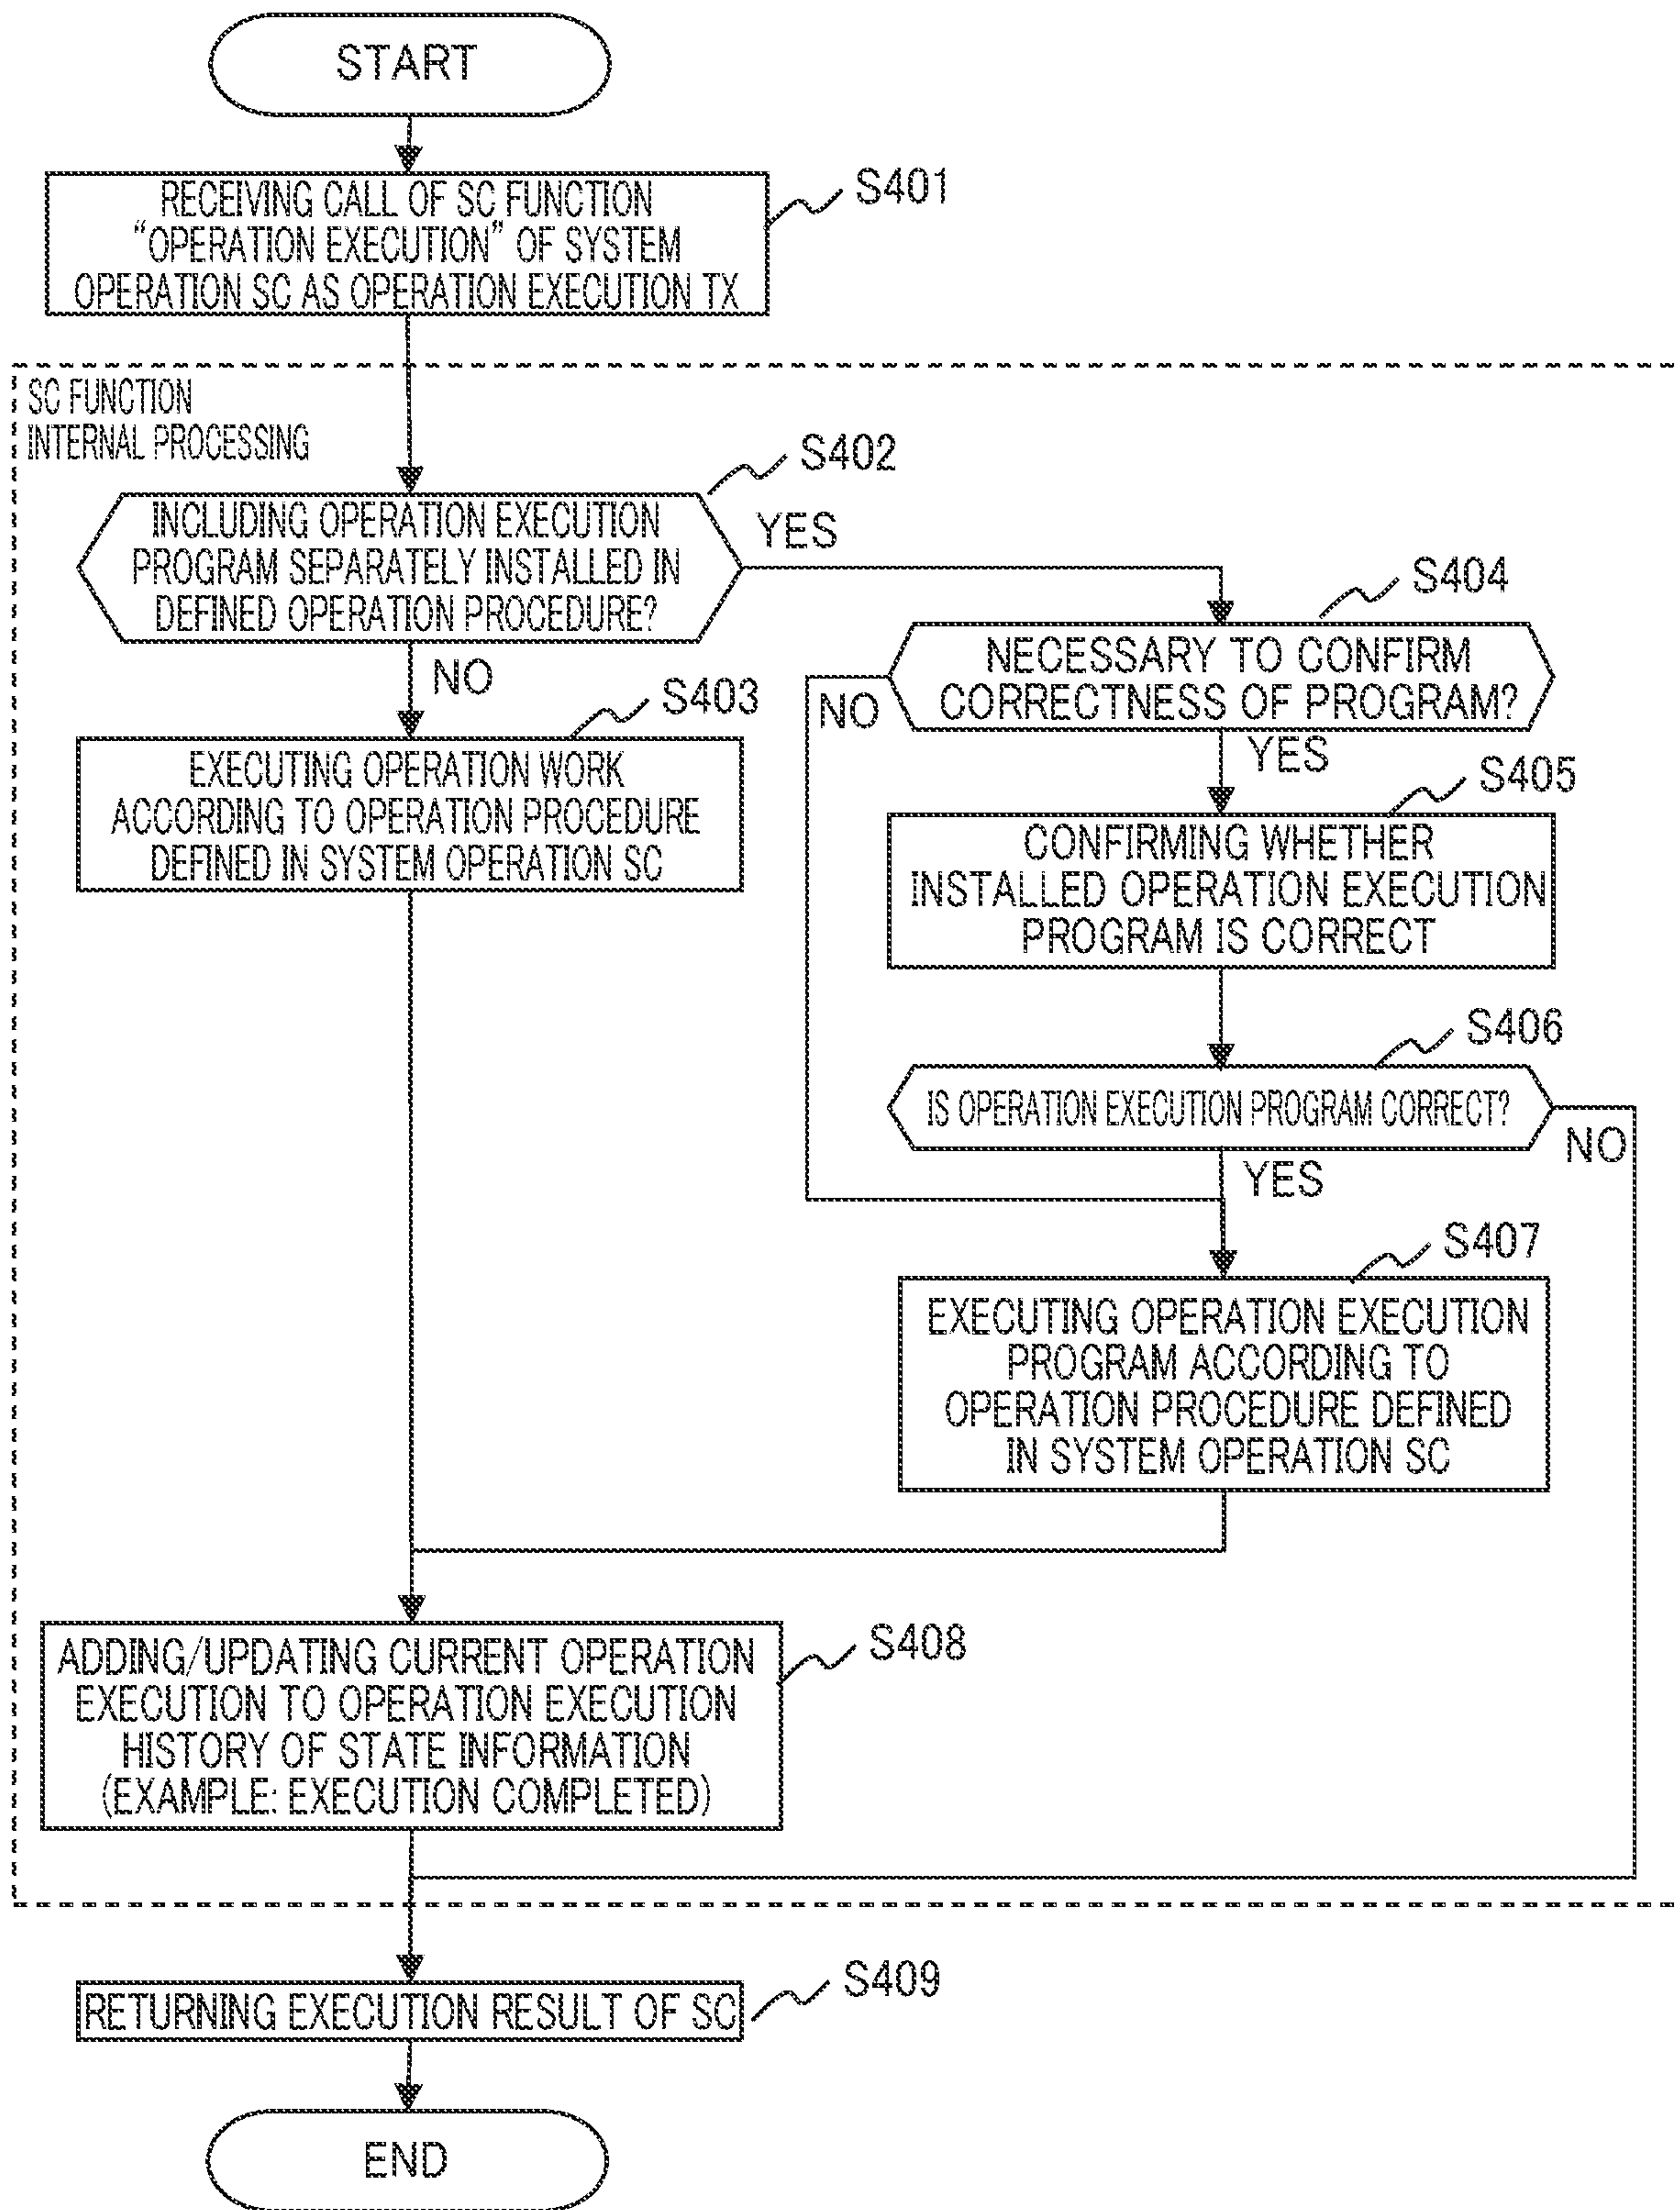 START
S401
RECEIVING CALL OF SC FUNCTION
“OPERATION EXECUTION” OF SYSTEM
OPERATION SC AS OPERATION EXECUTION TX
SC FUNCTION
INTERNAL PROCESSING
S402
INCLUDING OPERATION EXECUTION
PROGRAM SEPARATELY INSTALLED IN
DEFINED OPERATION PROCEDURE?
YES
NO
S403
EXECUTING OPERATION WORK
ACCORDING TO OPERATION PROCEDURE
DEFINED IN SYSTEM OPERATION SC
S404
NECESSARY TO CONFIRM
CORRECTNESS OF PROGRAM?
NO
YES
S405
CONFIRMING WHETHER
INSTALLED OPERATION EXECUTION
PROGRAM IS CORRECT
S406
IS OPERATION EXECUTION PROGRAM CORRECT?
NO
YES
S407
EXECUTING OPERATION EXECUTION
PROGRAM ACCORDING TO
OPERATION PROCEDURE DEFINED
IN SYSTEM OPERATION SC
S408
ADDING/UPDATING CURRENT OPERATION
EXECUTION TO OPERATION EXECUTION
HISTORY OF STATE INFORMATION
(EXAMPLE: EXECUTION COMPLETED)
S409
RETURNING EXECUTION RESULT OF SC
END